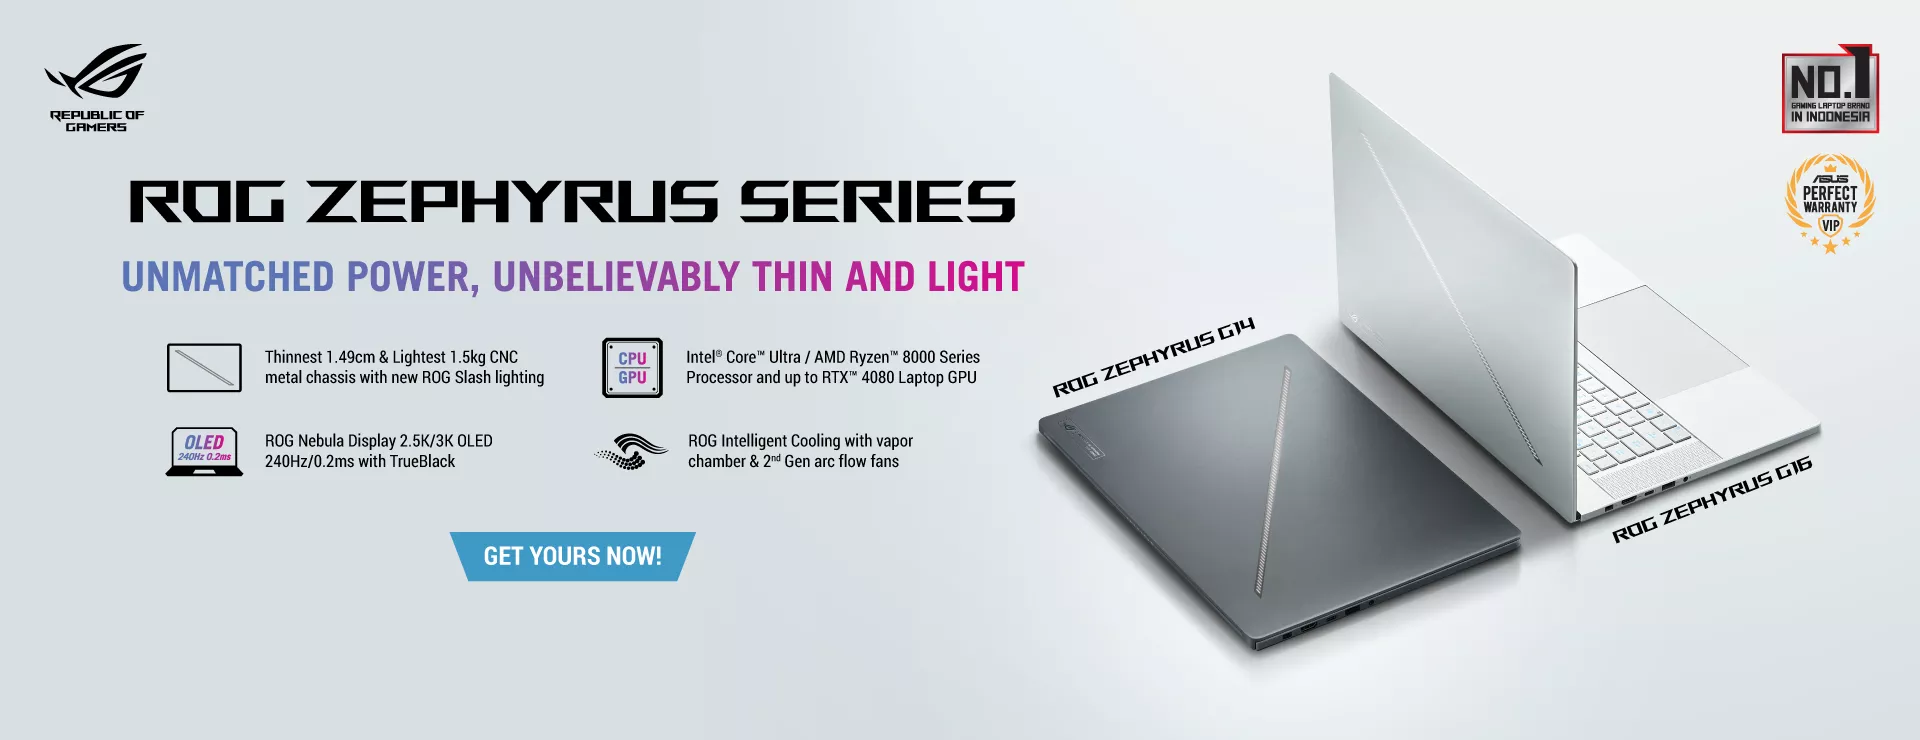 REPUBLIC OF
GAMERS
NO.1
GAMING LAPTOP BRAND
IN INDONESIA
ASUS
PERFECT
WARRANTY
VIP
ROG ZEPHYRUS SERIES
UNMATCHED POWER, UNBELIEVABLY THIN AND LIGHT
Thinnest 1.49cm & Lightest 1.5kg CNC
metal chassis with new ROG Slash lighting
CPU
GPU
Intel® Core™ Ultra / AMD Ryzen™ 8000 Series
Processor and up to RTX™ 4080 Laptop GPU
OLED
240Hz 0.2ms
ROG Nebula Display 2.5K/3K OLED
240Hz/0.2ms with TrueBlack
ROG Intelligent Cooling with vapor
chamber & 2nd Gen arc flow fans
GET YOURS NOW!
ROG ZEPHYRUS G14
ROG ZEPHYRUS G16